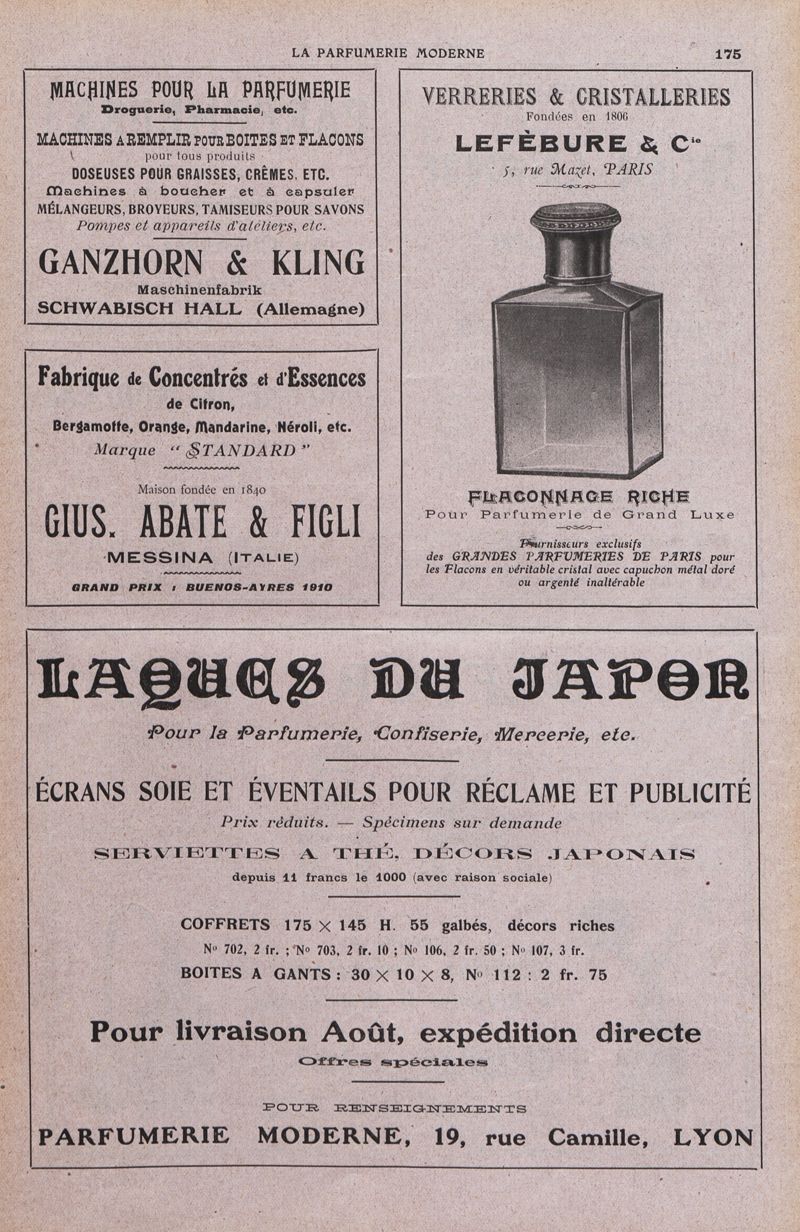 LA PARFUMERIE MODERNE
175
MACHINES POUR LA PARFUMERIE
Droguerie, Pharmacie, etc.
MACHINES A REMPLIR POUR BOITES ET FLACONS
pour tous produits
DOSEUSES POUR GRAISSES, CRÊMES, ETC.
Machines à boucher et à capsuler
MÉLANGEURS, BROYEURS, TAMISEURS POUR SAVONS
Pompes et appareils d'atéliers, etc.
GANZHORN & KLING
Maschinenfabrik
SCHWABISCH HALL (Allemagne)
Fabrique de Concentrés et d'Essences
de Citron,
Bergamotte, Orange, Mandarine, Néroli, etc.
Marque “ STANDARD ”
Maison fondée en 1840
GIUS. ABATE & FIGLI
MESSINA (ITALIE)
GRAND PRIX : BUENOS-AYRES 1910
VERRERIES & CRISTALLERIES
Fondées en 1806
LEFÈBURE & Cie
5, rue Mazet, PARIS
FLACONNAGE RICHE
Pour Parfumerie de Grand Luxe
Fournisseurs exclusifs
des GRANDES PARFUMERIES DE PARIS pour
les Flacons en véritable cristal avec capuchon métal doré
ou argenté inaltérable
LAQUES DU JAPON
Pour la Parfumerie, Confiserie, Mercerie, etc.
ÉCRANS SOIE ET ÉVENTAILS POUR RÉCLAME ET PUBLICITÉ
Prix réduits. — Spécimens sur demande
SERVIETTES A THÉ, DÉCORS JAPONAIS
depuis 11 francs le 1000 (avec raison sociale)
COFFRETS 175 × 145 H. 55 galbés, décors riches
No 702, 2 fr. ; No 703, 2 fr. 10 ; No 106, 2 fr. 50 ; No 107, 3 fr.
BOITES A GANTS : 30 × 10 × 8, No 112 : 2 fr. 75
Pour livraison Août, expédition directe
Offres spéciales
POUR RENSEIGNEMENTS
PARFUMERIE MODERNE, 19, rue Camille, LYON